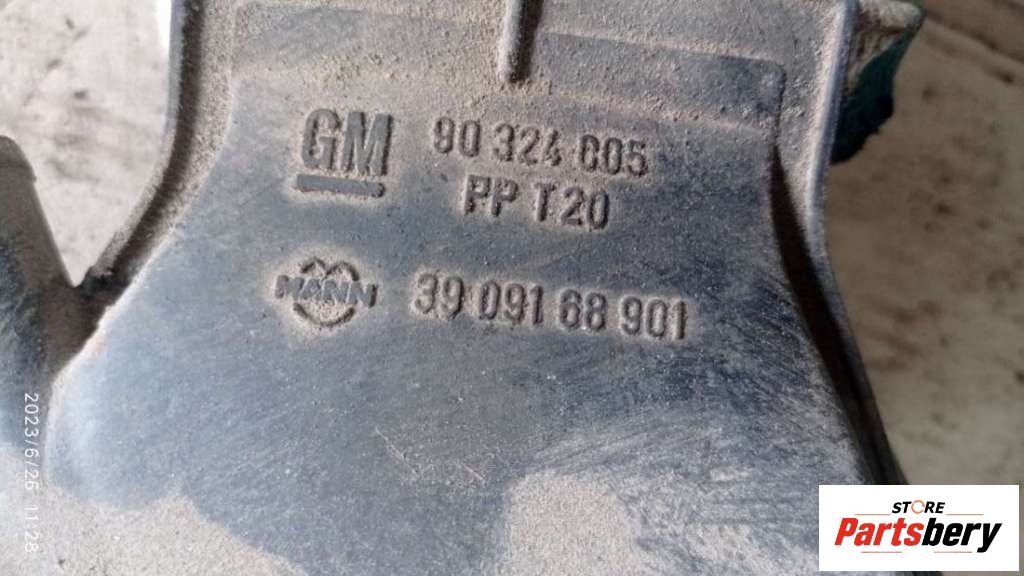 GM 90 324 605
PP T20
MANN 39 091 68 901
2023/6/26 11:28
STORE
Partsbery